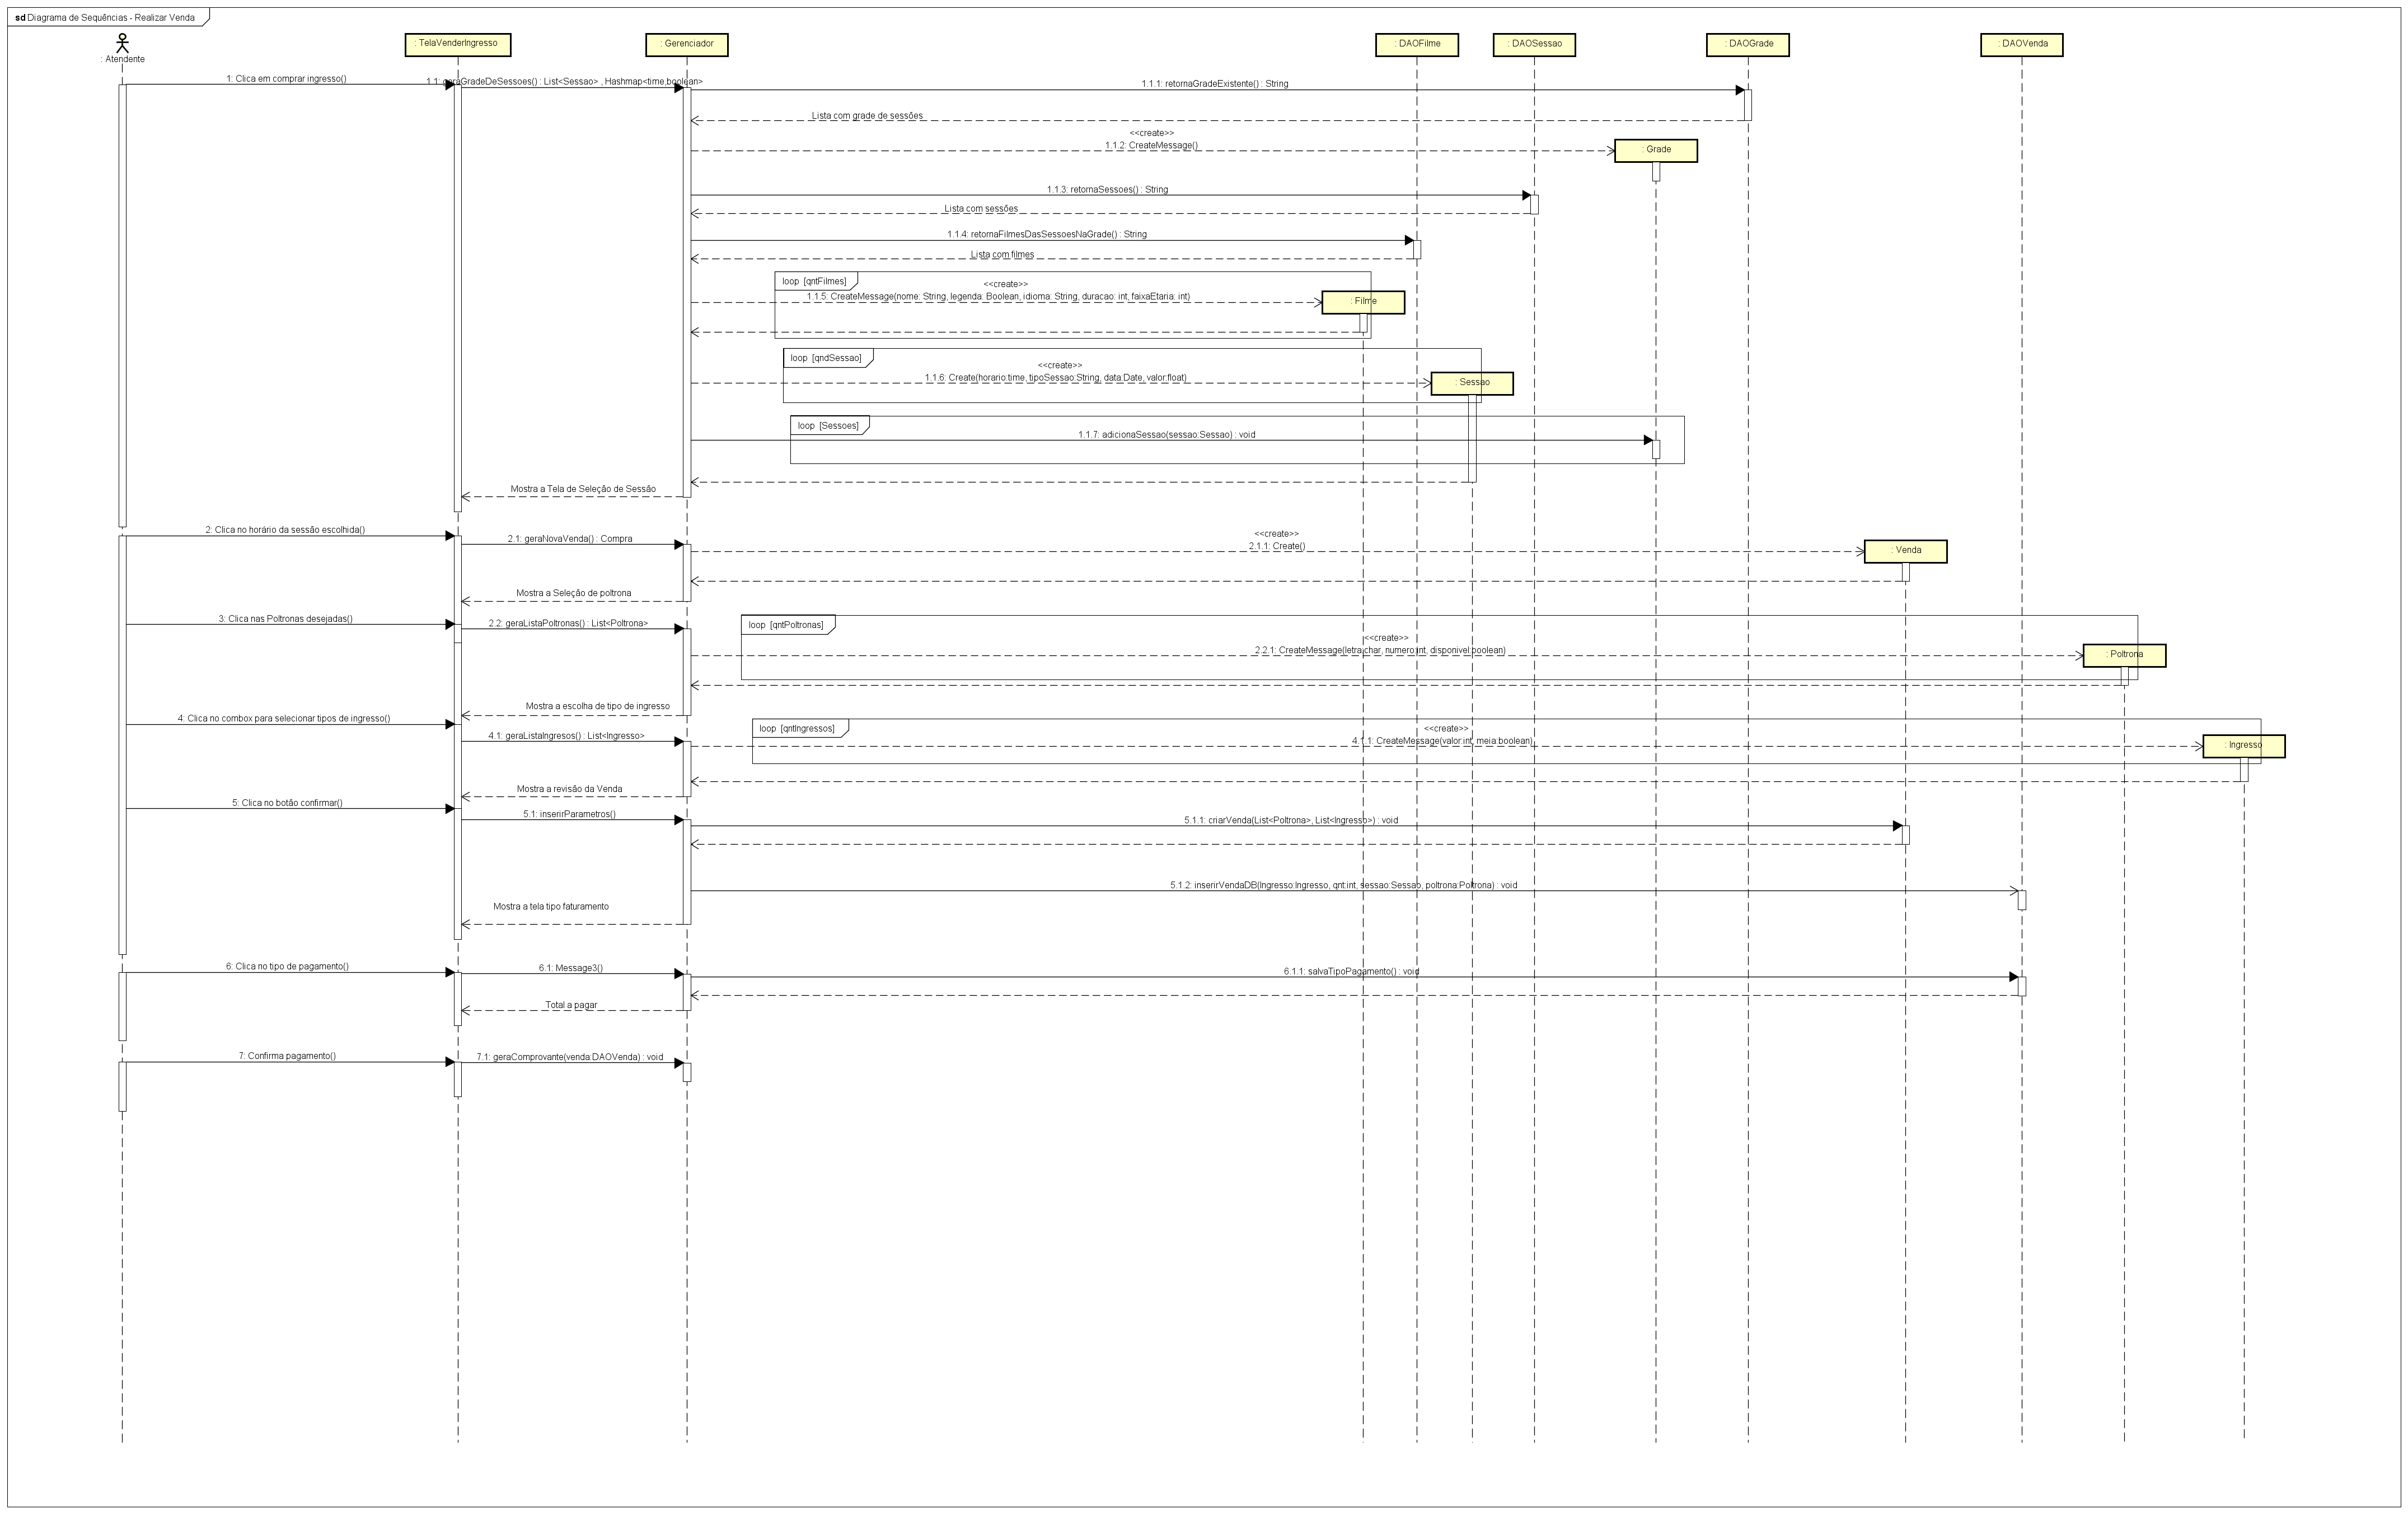 sd Diagrama de Sequências - Realizar Venda
: Atendente
: TelaVenderIngresso
: Gerenciador
: DAOFilme
: DAOSessao
: DAOGrade
: DAOVenda
1: Clica em comprar ingresso()
1.1: geraGradeDeSessoes() : List<Sessao> , Hashmap<time,boolean>
1.1.1: retornaGradeExistente() : String
Lista com grade de sessões
<<create>>
1.1.2: CreateMessage()
: Grade
1.1.3: retornaSessoes() : String
Lista com sessões
1.1.4: retornaFilmesDasSessoesNaGrade() : String
Lista com filmes
loop [qntFilmes]
<<create>>
1.1.5: CreateMessage(nome: String, legenda: Boolean, idioma: String, duracao: int, faixaEtaria: int)
: Filme
loop [qndSessao]
<<create>>
1.1.6: Create(horario:time, tipoSessao:String, data:Date, valor:float)
: Sessao
loop [Sessoes]
1.1.7: adicionaSessao(sessao:Sessao) : void
Mostra a Tela de Seleção de Sessão
2: Clica no horário da sessão escolhida()
2.1: geraNovaVenda() : Compra
<<create>>
2.1.1: Create()
: Venda
Mostra a Seleção de poltrona
3: Clica nas Poltronas desejadas()
2.2: geraListaPoltronas() : List<Poltrona>
loop [qntPoltronas]
<<create>>
2.2.1: CreateMessage(letra:char, numero:int, disponivel:boolean)
: Poltrona
Mostra a escolha de tipo de ingresso
4: Clica no combox para selecionar tipos de ingresso()
4.1: geraListaIngresos() : List<Ingresso>
loop [qntIngressos]
<<create>>
4.1.1: CreateMessage(valor:int, meia:boolean)
: Ingresso
Mostra a revisão da Venda
5: Clica no botão confirmar()
5.1: inserirParametros()
5.1.1: criarVenda(List<Poltrona>, List<Ingresso>) : void
5.1.2: inserirVendaDB(Ingresso:Ingresso, qnt:int, sessao:Sessao, poltrona:Poltrona) : void
Mostra a tela tipo faturamento
6: Clica no tipo de pagamento()
6.1: Message3()
6.1.1: salvaTipoPagamento() : void
Total a pagar
7: Confirma pagamento()
7.1: geraComprovante(venda:DAOVenda) : void